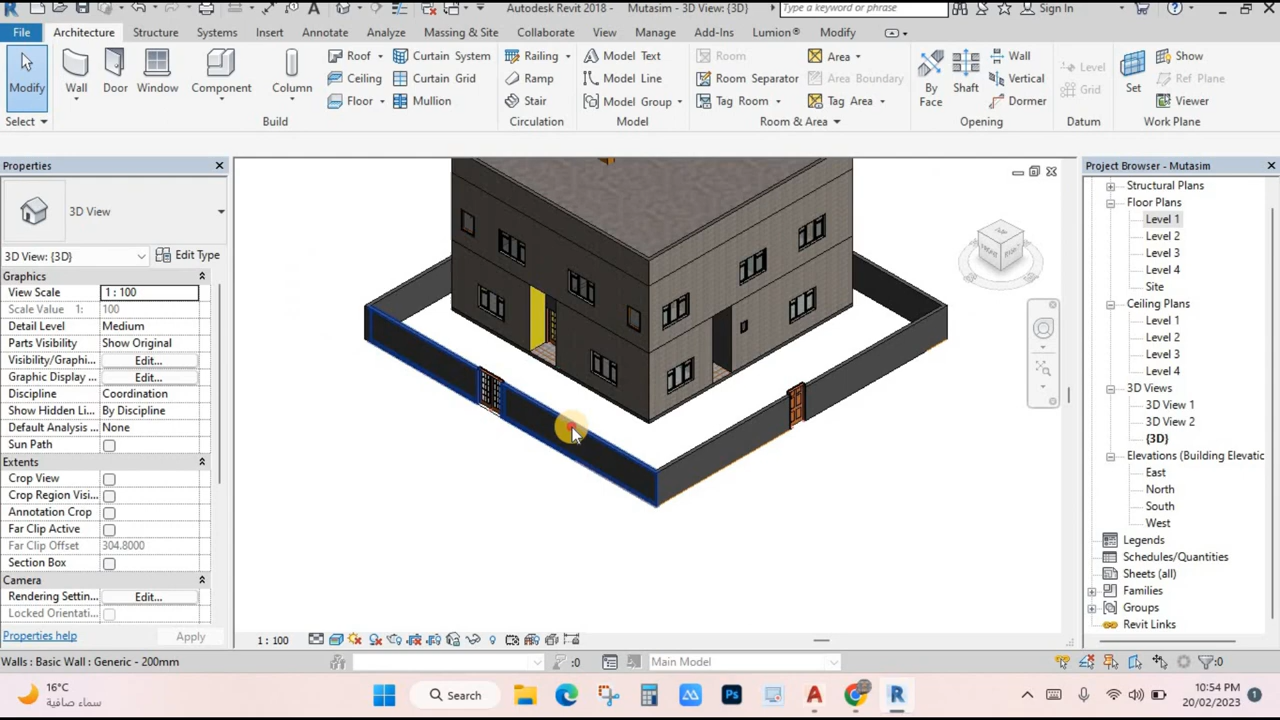 Autodesk Revit 2018 - Mutasim - 3D View: {3D}
Type a keyword or phrase
Sign In
File
Architecture
Structure
Systems
Insert
Annotate
Analyze
Massing & Site
Collaborate
View
Manage
Add-Ins
Lumion®
Modify
Modify
Wall
Door
Window
Component
Column
Roof
Ceiling
Floor
Curtain System
Curtain Grid
Mullion
Railing
Ramp
Stair
Model Text
Model Line
Model Group
Room
Room Separator
Tag Room
Area
Area Boundary
Tag Area
By Face
Shaft
Wall
Vertical
Dormer
Level
Grid
Set
Show
Ref Plane
Viewer
Select
Build
Circulation
Model
Room & Area
Opening
Datum
Work Plane
Properties
3D View
3D View: {3D}
Edit Type
Graphics
View Scale 1 : 100
Scale Value 1: 100
Detail Level Medium
Parts Visibility Show Original
Visibility/Graphi... Edit...
Graphic Display ... Edit...
Discipline Coordination
Show Hidden Li... By Discipline
Default Analysis ... None
Sun Path
Extents
Crop View
Crop Region Visi...
Annotation Crop
Far Clip Active
Far Clip Offset 304.8000
Section Box
Camera
Rendering Settin... Edit...
Locked Orientati...
Properties help
Apply
TOP
FRONT
RIGHT
Project Browser - Mutasim
Structural Plans
Floor Plans
Level 1
Level 2
Level 3
Level 4
Site
Ceiling Plans
Level 1
Level 2
Level 3
Level 4
3D Views
3D View 1
3D View 2
{3D}
Elevations (Building Elevatic
East
North
South
West
Legends
Schedules/Quantities
Sheets (all)
Families
Groups
Revit Links
1 : 100
Walls : Basic Wall : Generic - 200mm
:0
Main Model
:0
16°C
سماء صافية
Search
10:54 PM
20/02/2023